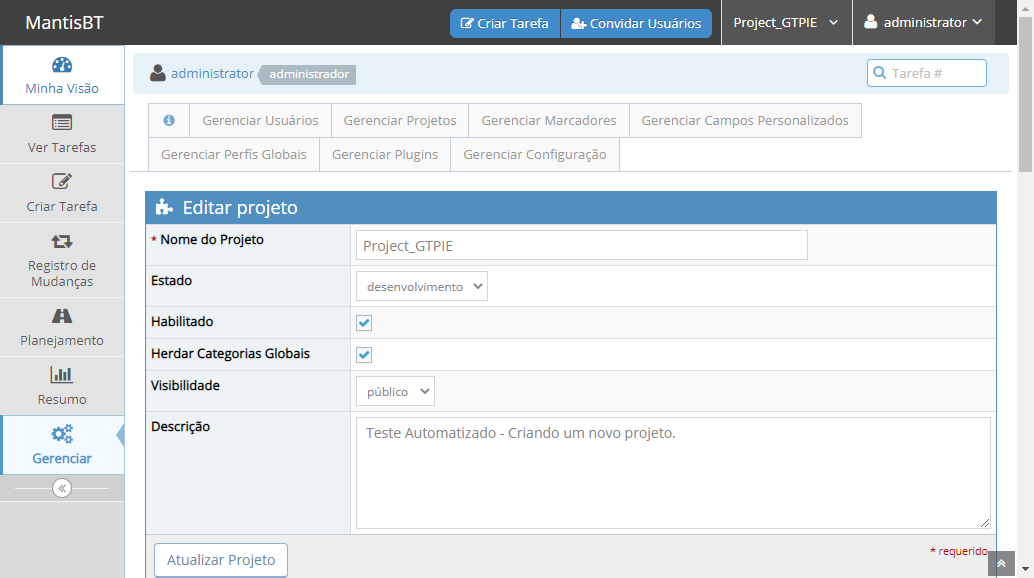 MantisBT
Criar Tarefa
Convidar Usuários
Project_GTPIE
administrator
Minha Visão
Ver Tarefas
Criar Tarefa
Registro de
Mudanças
Planejamento
Resumo
Gerenciar
administrator administrador
Tarefa #
Gerenciar Usuários
Gerenciar Projetos
Gerenciar Marcadores
Gerenciar Campos Personalizados
Gerenciar Perfís Globais
Gerenciar Plugins
Gerenciar Configuração
Editar projeto
* Nome do Projeto
Project_GTPIE
Estado
desenvolvimento
Habilitado
Herdar Categorias Globais
Visibilidade
público
Descrição
Teste Automatizado - Criando um novo projeto.
Atualizar Projeto
* requerido